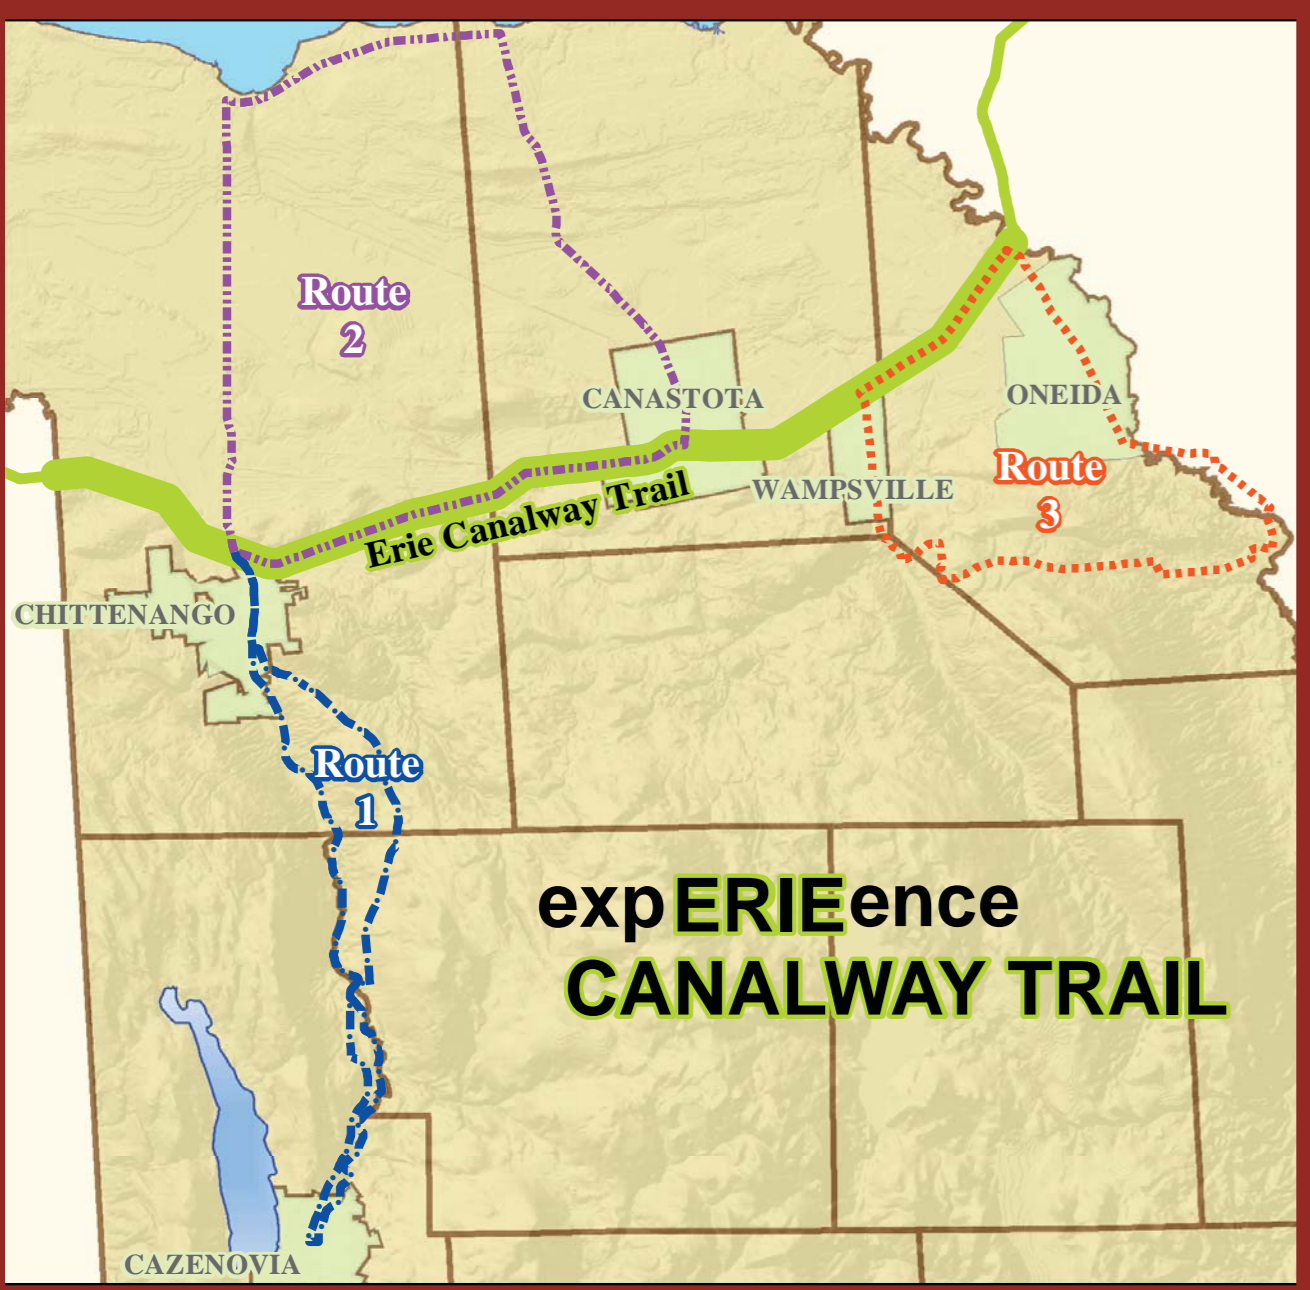 Route
2
CANASTOTA
ONEIDA
Route
3
WAMPSVILLE
Erie Canalway Trail
CHITTENANGO
Route
1
expERIEence
CANALWAY TRAIL
CAZENOVIA